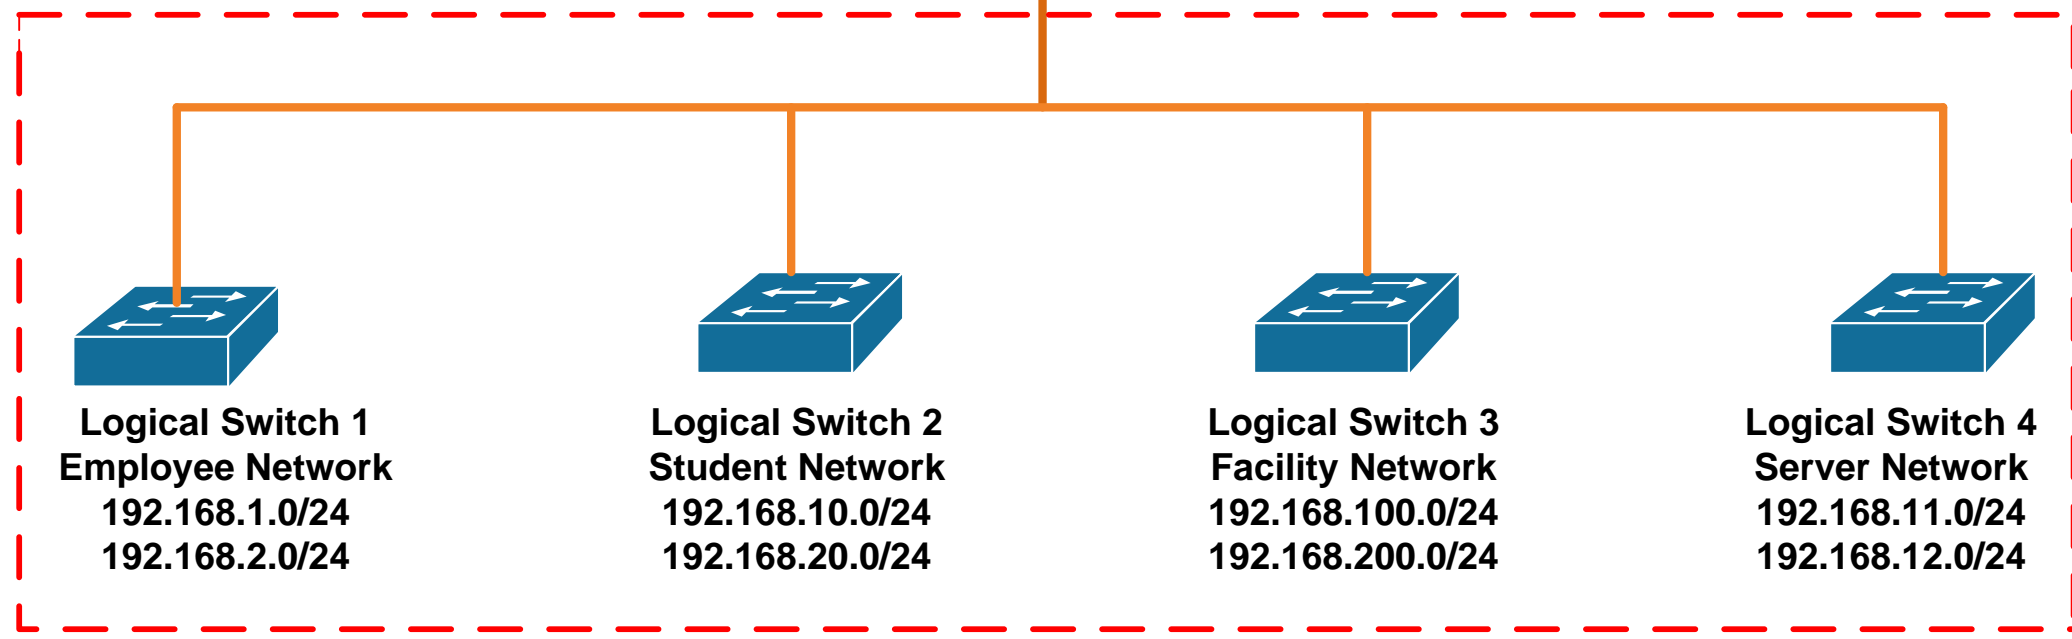 Logical Switch 1
Employee Network
192.168.1.0/24
192.168.2.0/24
Logical Switch 2
Student Network
192.168.10.0/24
192.168.20.0/24
Logical Switch 3
Facility Network
192.168.100.0/24
192.168.200.0/24
Logical Switch 4
Server Network
192.168.11.0/24
192.168.12.0/24